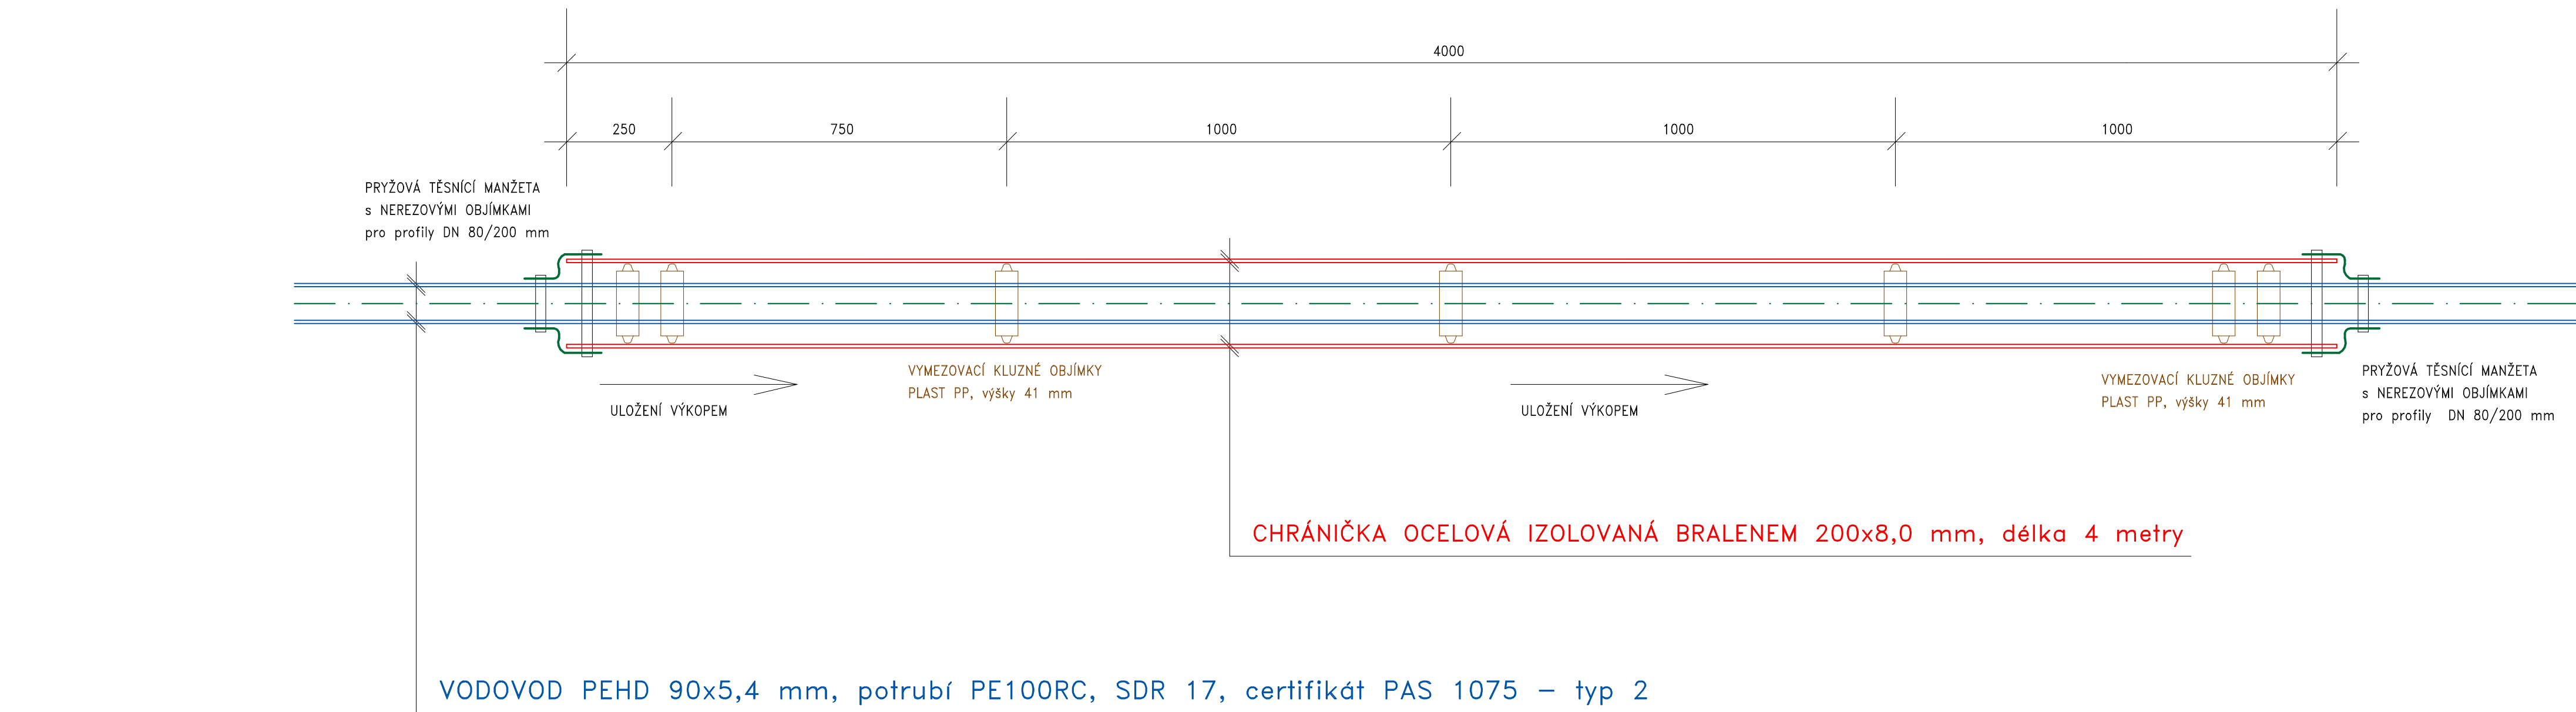 4000
250
750
1000
1000
1000
PRYŽOVÁ TĚSNÍCÍ MANŽETA
s NEREZOVÝMI OBJÍMKAMI
pro profily DN 80/200 mm
VYMEZOVACÍ KLUZNÉ OBJÍMKY
PLAST PP, výšky 41 mm
ULOŽENÍ VÝKOPEM
ULOŽENÍ VÝKOPEM
VYMEZOVACÍ KLUZNÉ OBJÍMKY
PLAST PP, výšky 41 mm
PRYŽOVÁ TĚSNÍCÍ MANŽETA
s NEREZOVÝMI OBJÍMKAMI
pro profily DN 80/200 mm
CHRÁNIČKA OCELOVÁ IZOLOVANÁ BRALENEM 200x8,0 mm, délka 4 metry
VODOVOD PEHD 90x5,4 mm, potrubí PE100RC, SDR 17, certifikát PAS 1075 – typ 2